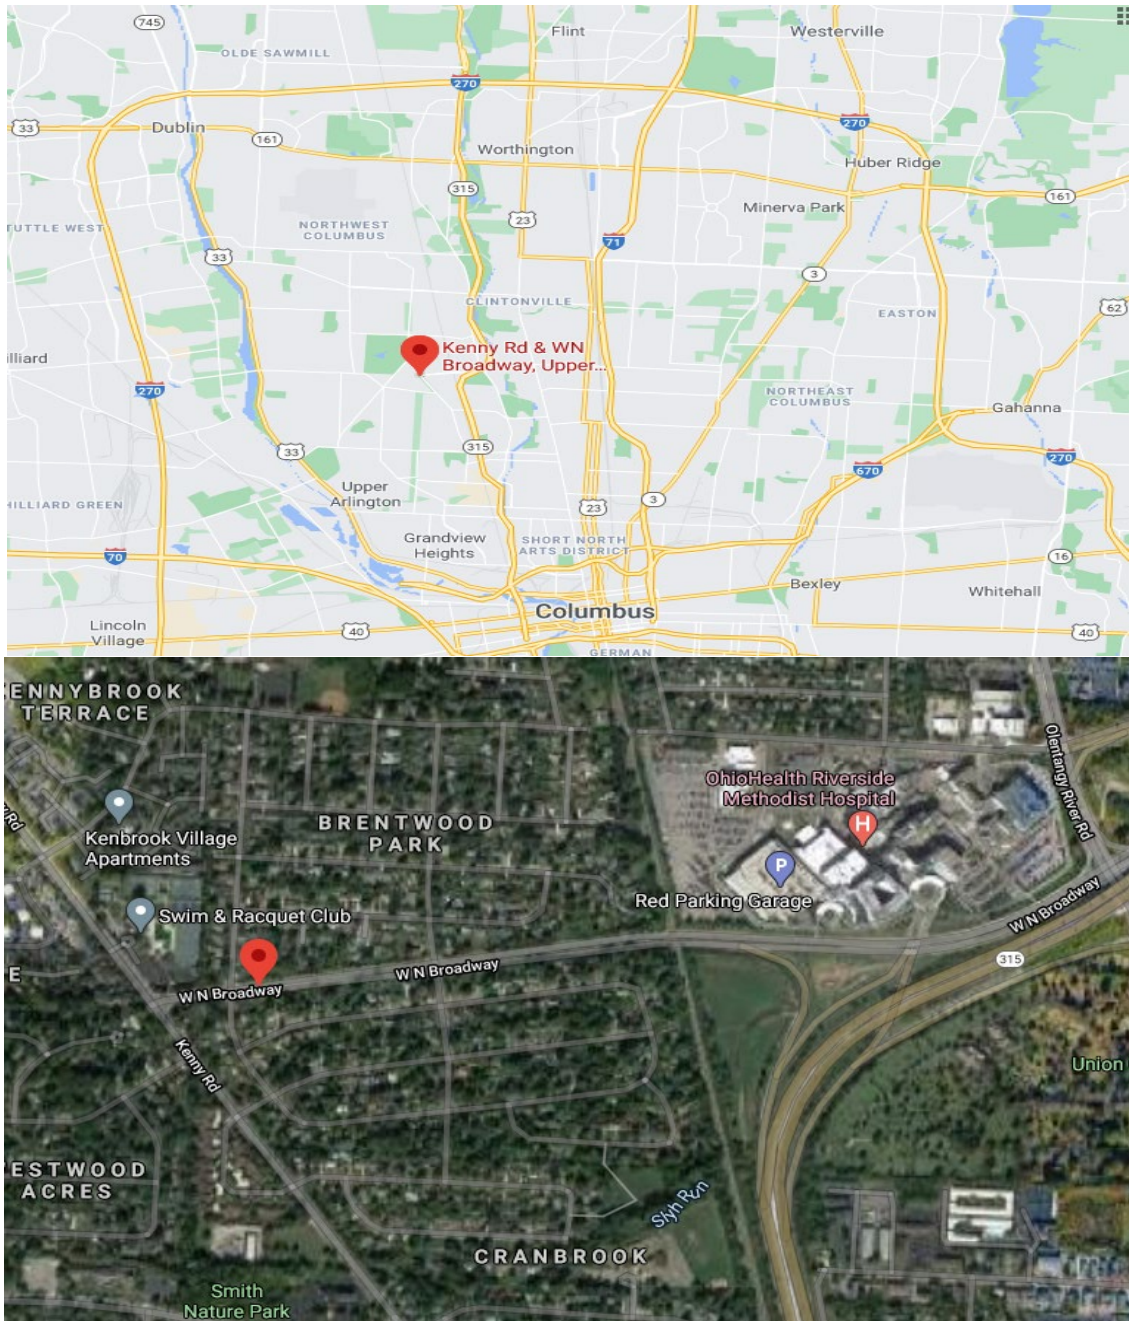 745
Flint
Westerville
OLDE SAWMILL
270
33
Dublin
161
270
Worthington
Huber Ridge
315
161
Minerva Park
23
TUTTLE WEST
NORTHWEST
COLUMBUS
71
33
3
CLINTONVILLE
62
EASTON
Kenny Rd & WN
Broadway, Upper...
illiard
270
NORTHEAST
COLUMBUS
Gahanna
33
315
270
670
Upper
Arlington
3
HILLIARD GREEN
23
Grandview
Heights
SHORT NORTH
ARTS DISTRICT
70
16
Bexley
Whitehall
Columbus
Lincoln
Village
40
40
GERMAN
ENNYBROOK
TERRACE
Olentangy River Rd
OhioHealth Riverside
Methodist Hospital
H
y Rd
Kenbrook Village
Apartments
BRENTWOOD
PARK
P
Red Parking Garage
Swim & Racquet Club
W N Broadway
315
E
W N Broadway
W N Broadway
Kenny Rd
Union
ESTWOOD
ACRES
Slyh Run
CRANBROOK
Smith
Nature Park